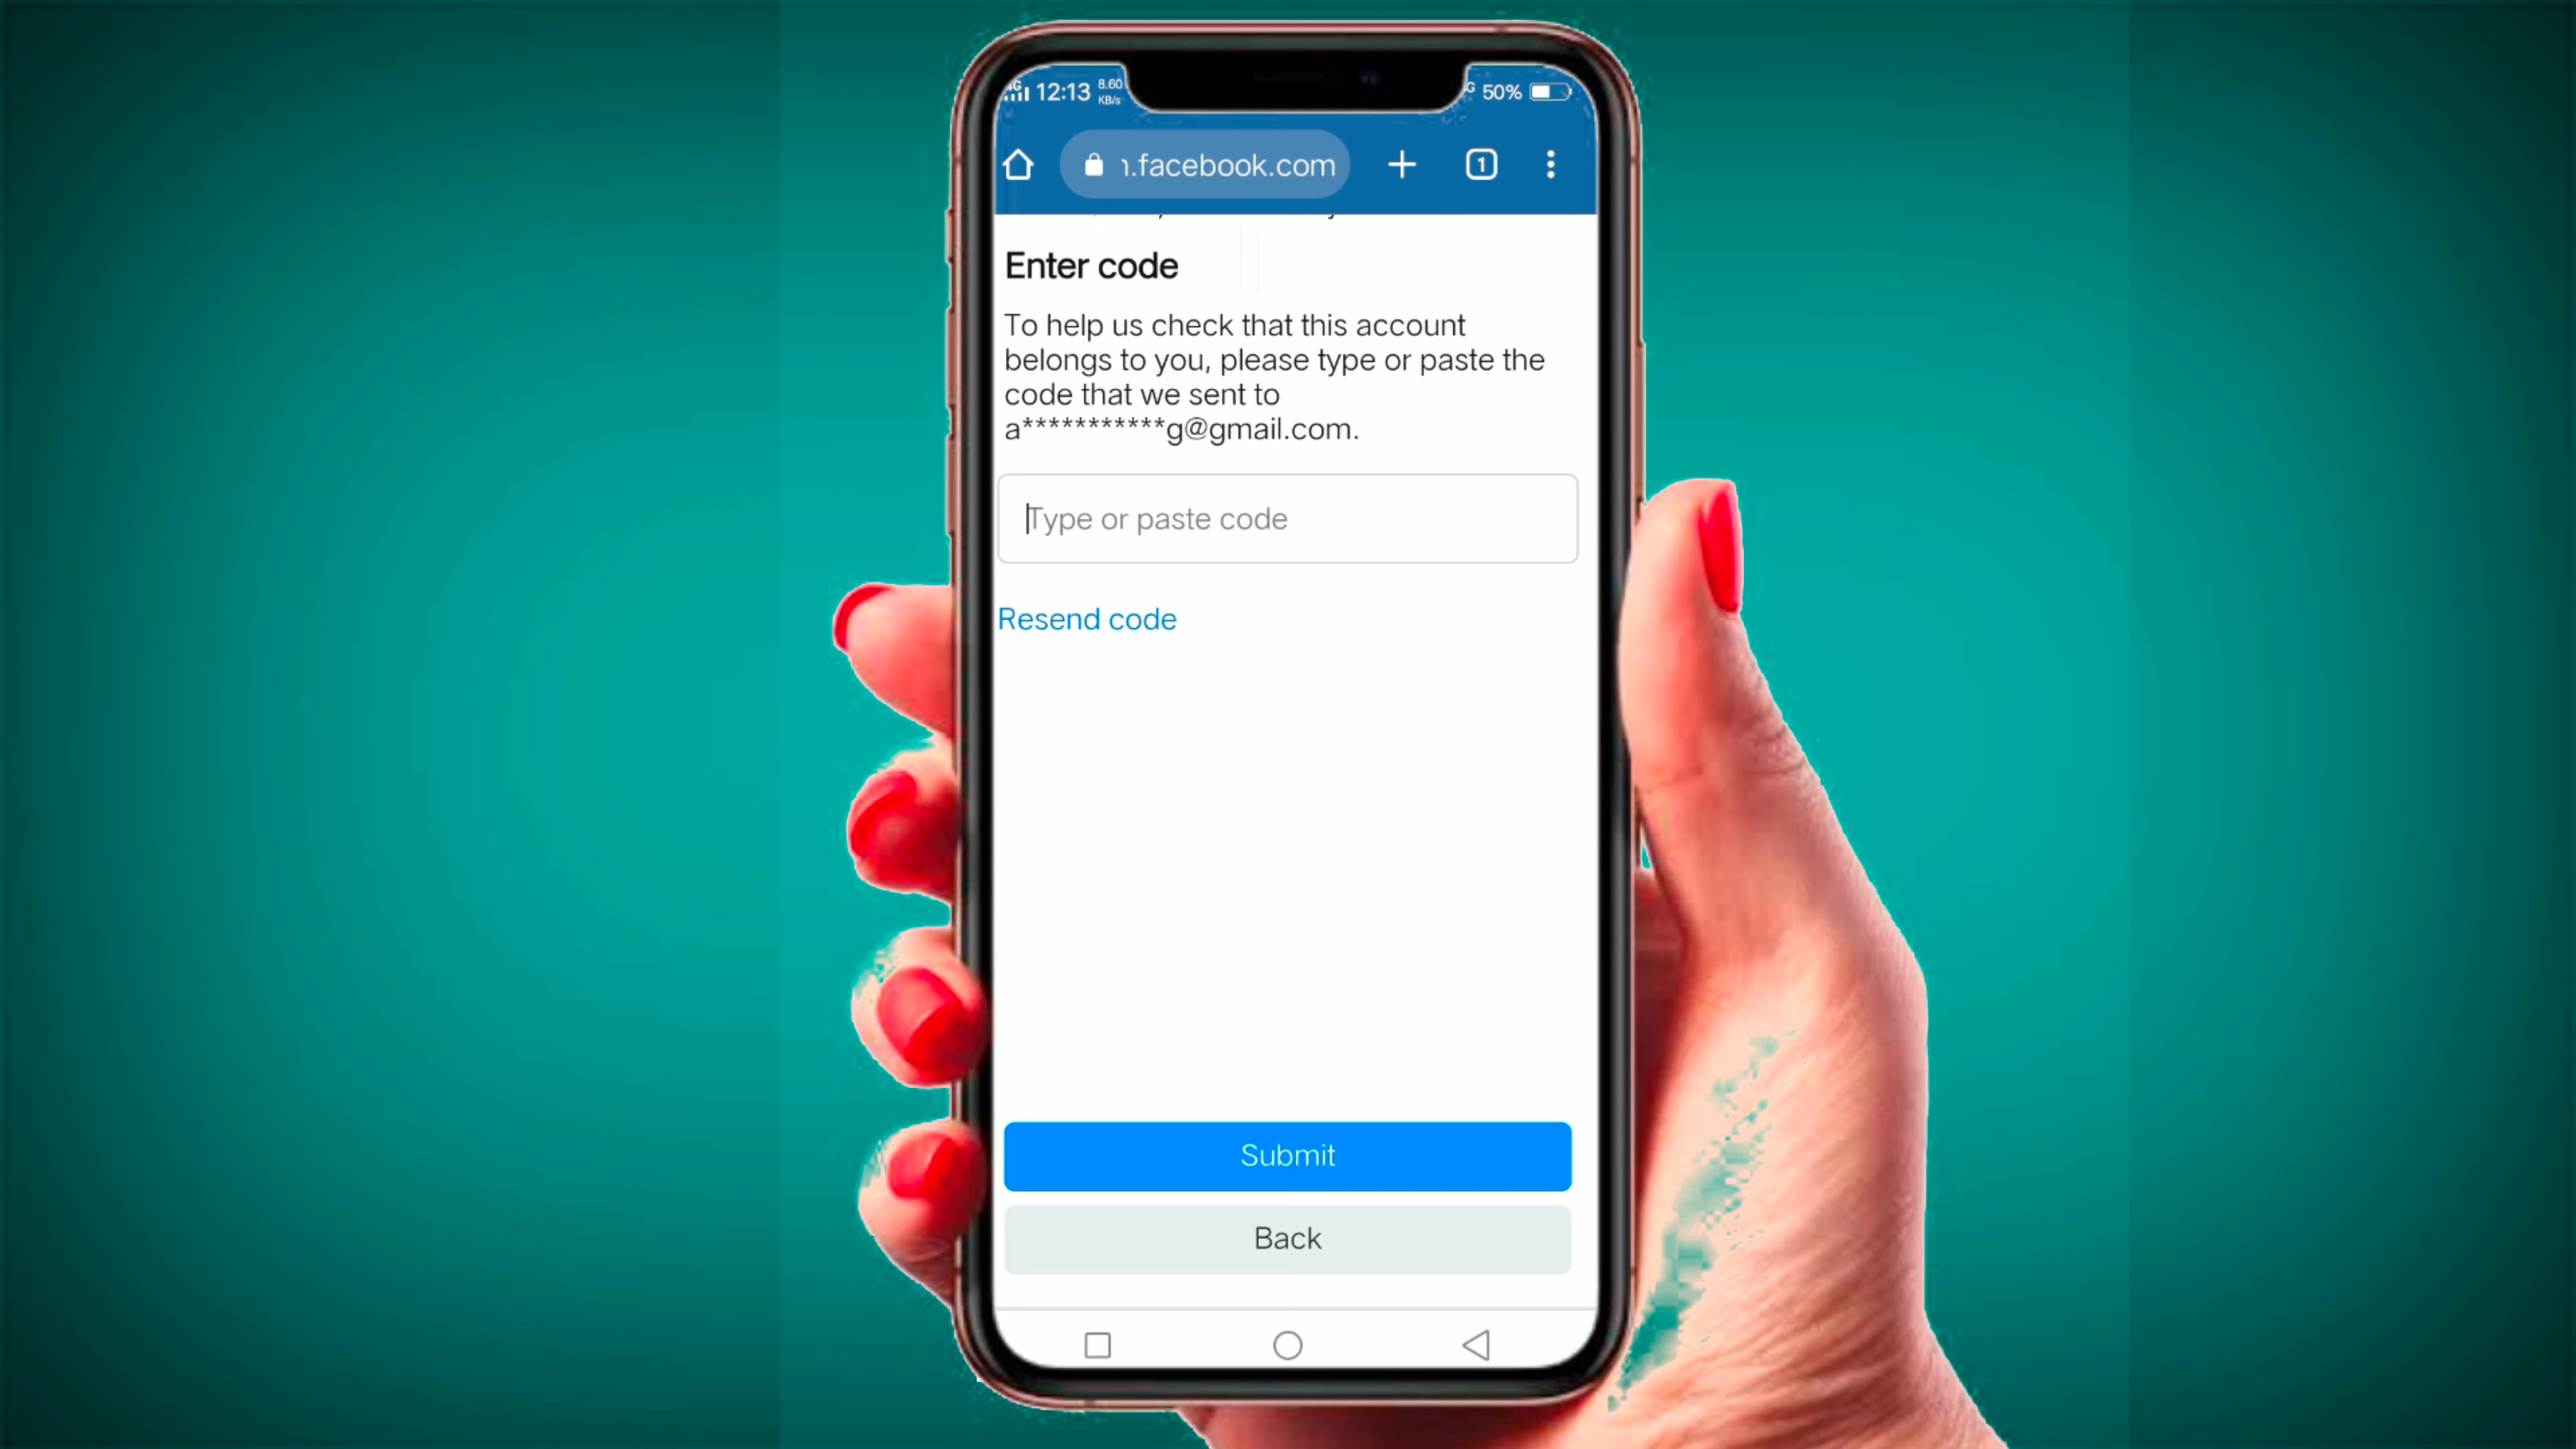 12:13 8.60 KB/s
G 50%
.facebook.com
1
Enter code
To help us check that this account
belongs to you, please type or paste the
code that we sent to
a***********g@gmail.com.
Type or paste code
Resend code
Submit
Back